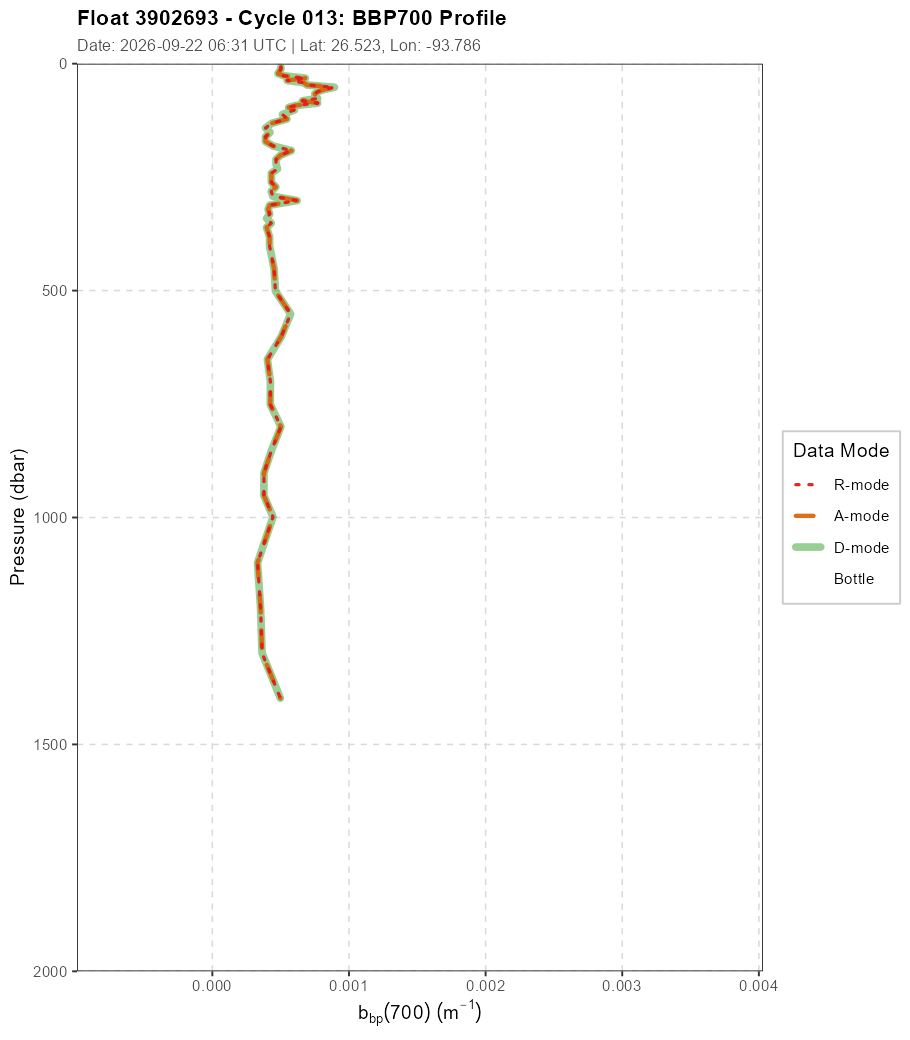 Float 3902693 - Cycle 013: BBP700 Profile
Date: 2026-09-22 06:31 UTC | Lat: 26.523, Lon: -93.786
0
500
1000
1500
2000
Pressure (dbar)
0.000
0.001
0.002
0.003
0.004
b_bp(700) (m⁻¹)
Data Mode
R-mode
A-mode
D-mode
Bottle